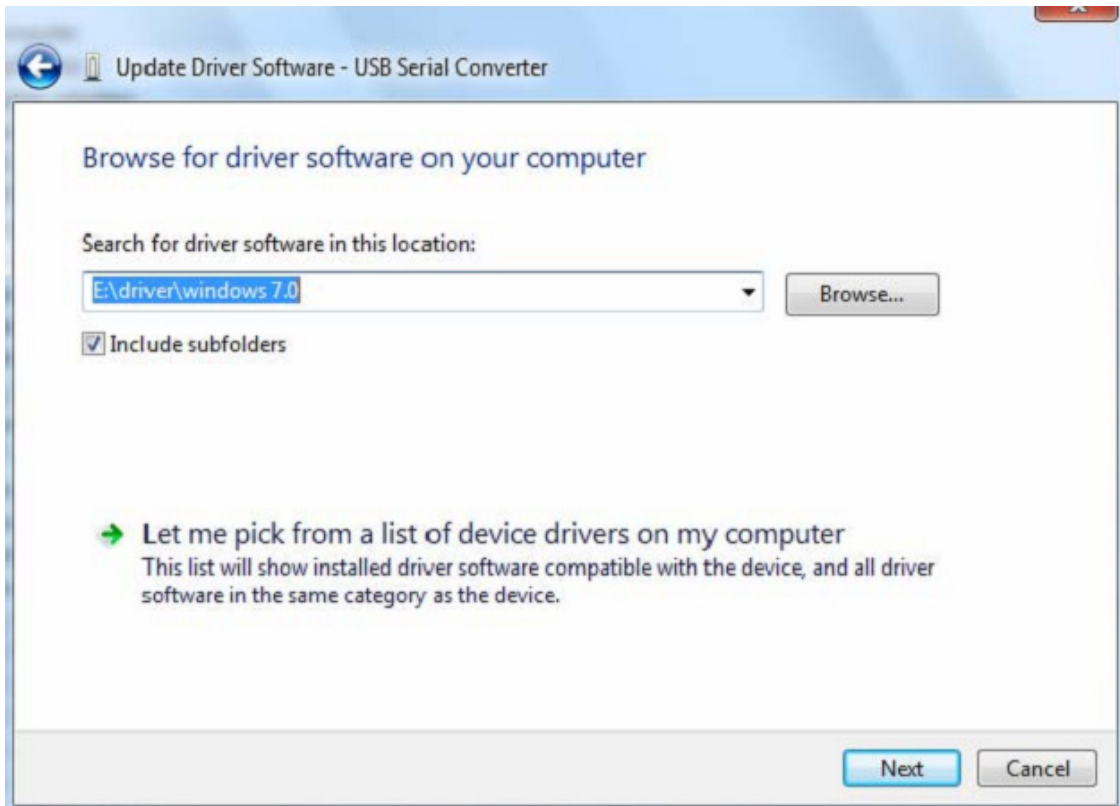 Update Driver Software - USB Serial Converter
Browse for driver software on your computer
Search for driver software in this location:
E:\driver\windows 7.0
Browse...
Include subfolders
Let me pick from a list of device drivers on my computer
This list will show installed driver software compatible with the device, and all driver
software in the same category as the device.
Next
Cancel